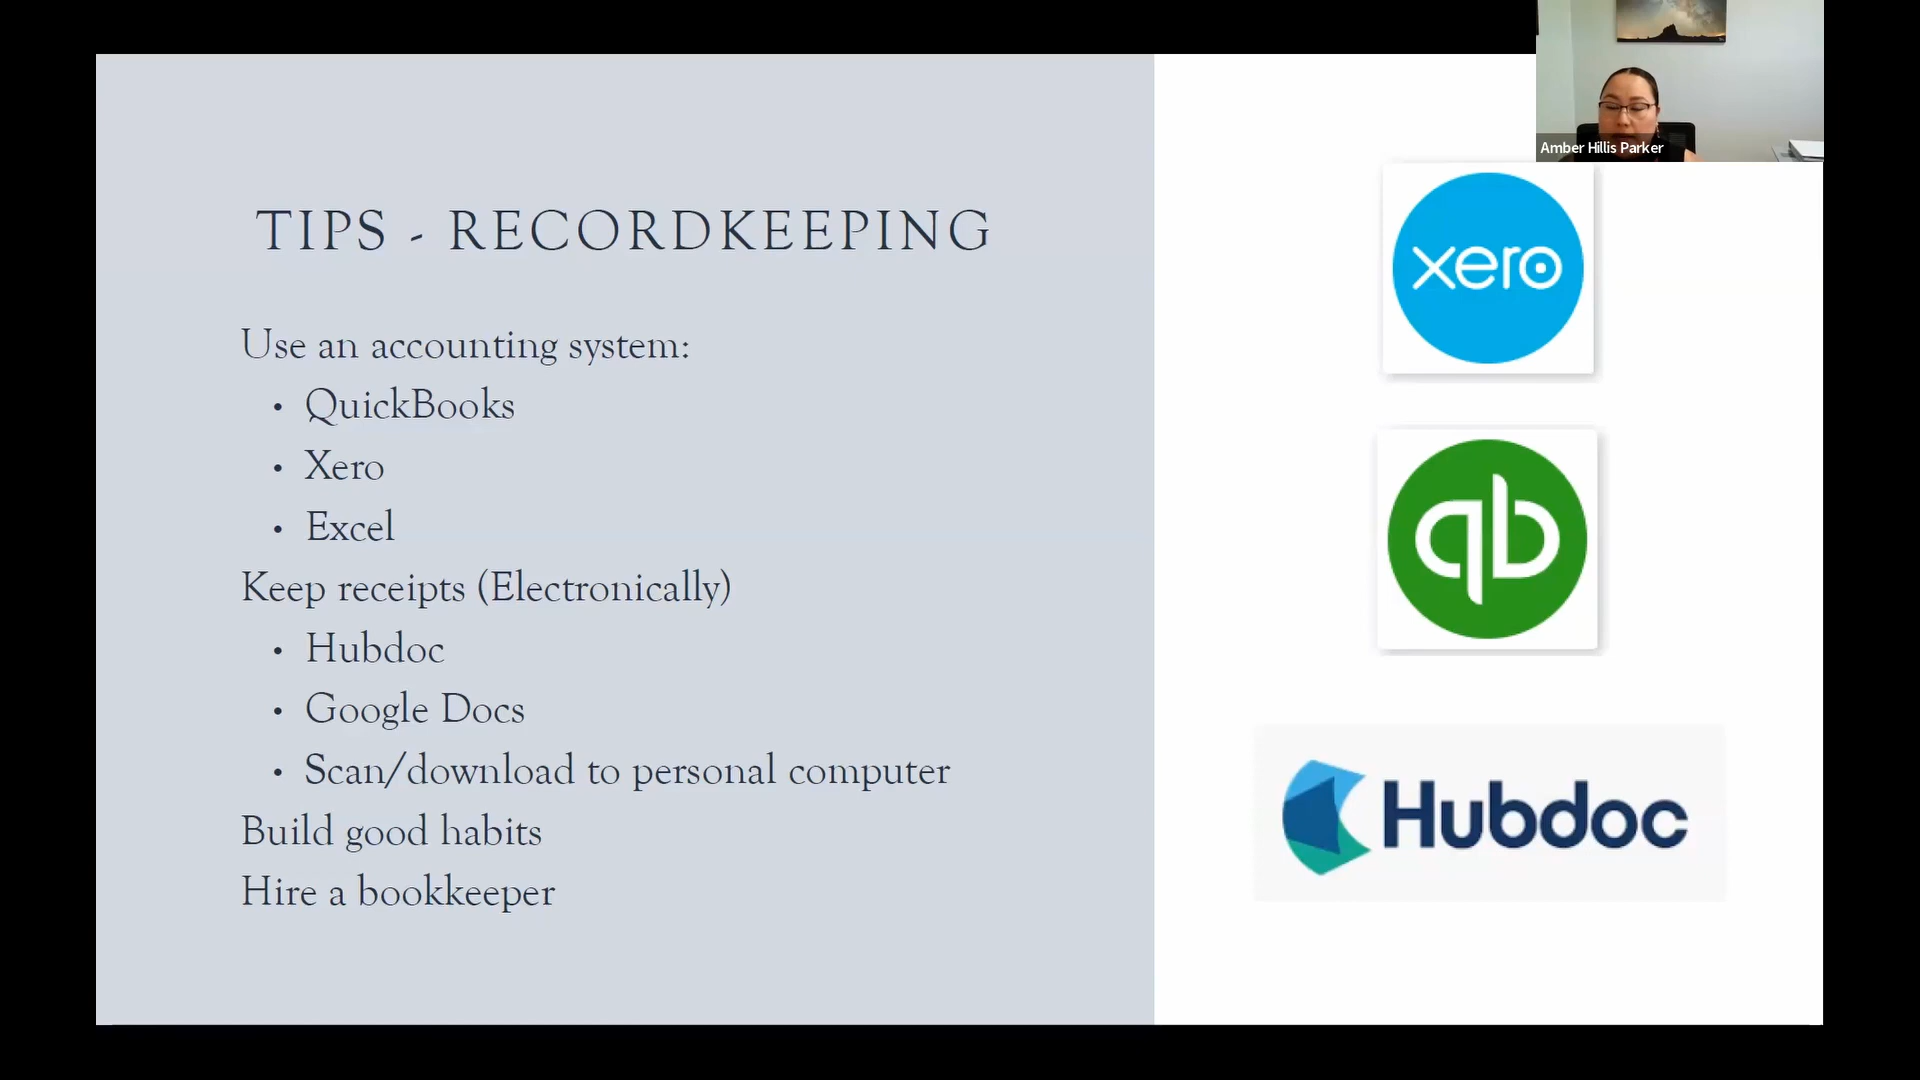 Amber Hillis Parker
TIPS - RECORDKEEPING
Use an accounting system:
• QuickBooks
• Xero
• Excel
Keep receipts (Electronically)
• Hubdoc
• Google Docs
• Scan/download to personal computer
Build good habits
Hire a bookkeeper
xero
qb
Hubdoc